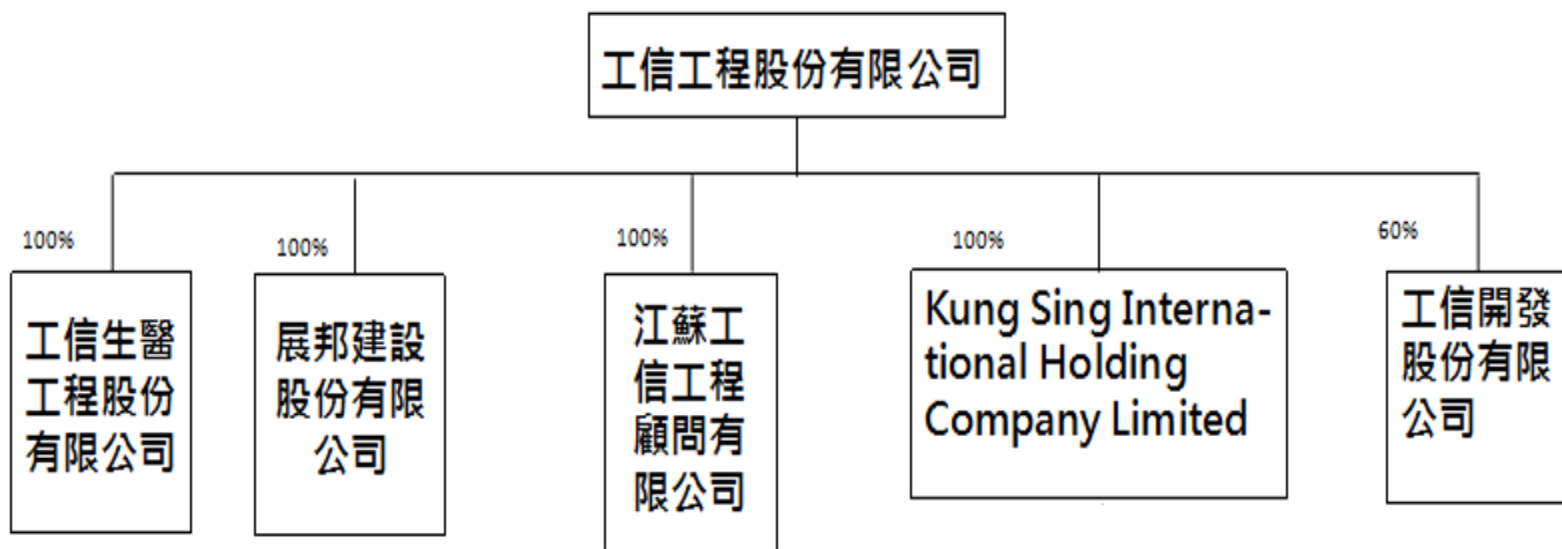 工信工程股份有限公司
100%
100%
100%
100%
60%
工信生醫
工程股份
有限公司
展邦建設
股份有限
公司
江蘇工
信工程
顧問有
限公司
Kung Sing Interna-
tional Holding
Company Limited
工信開發
股份有限
公司